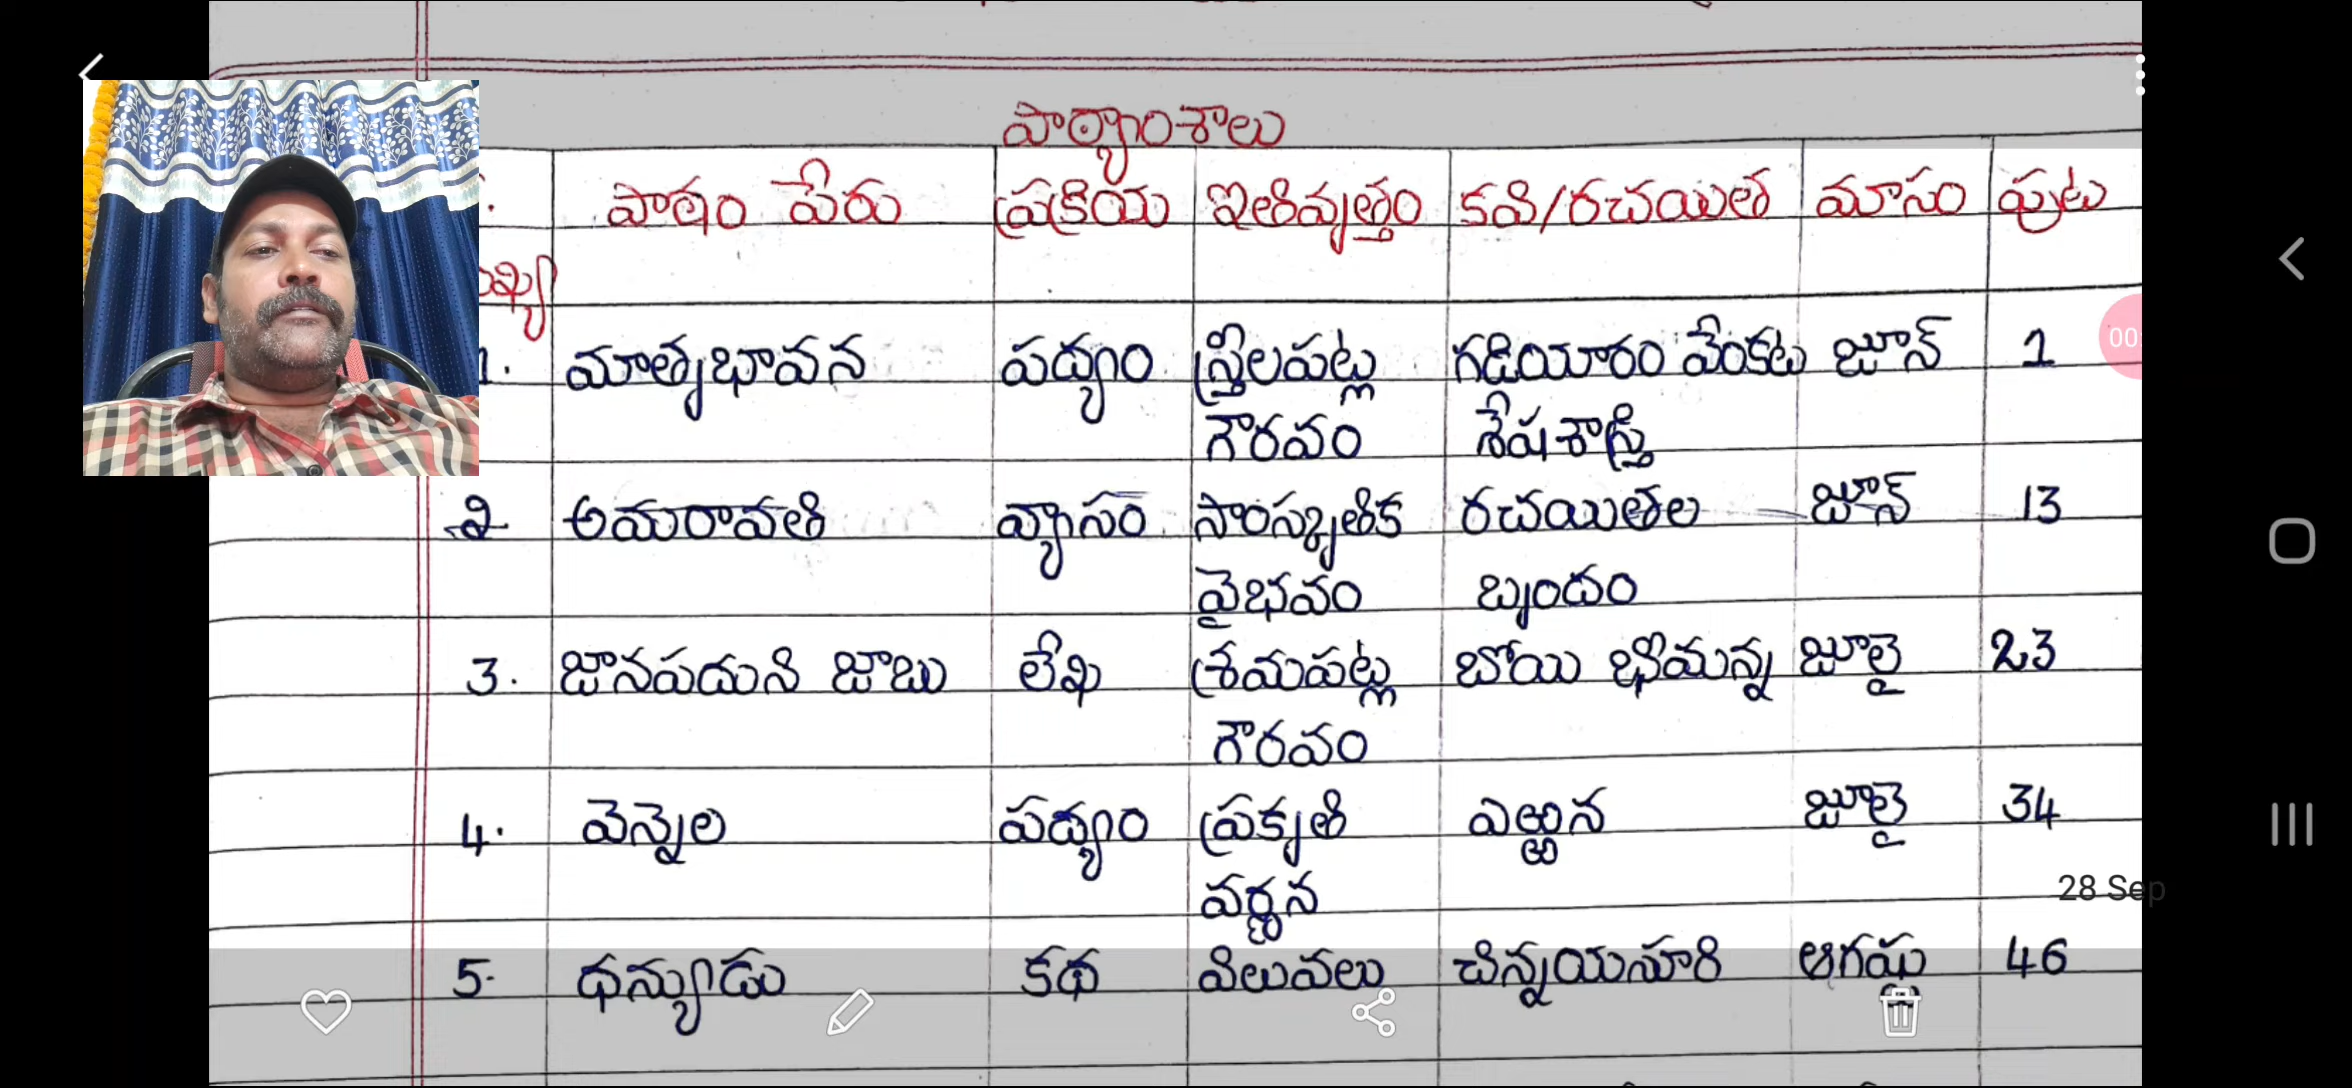 పాఠ్యాంశాలు
పాఠం పేరు ప్రక్రియ ఇతివృత్తం కవి/రచయిత మాసం పుట
1. మాతృభావన పద్యం స్త్రీలపట్ల గడియారం వేంకట జూన్ 1
గౌరవం శేషశాస్త్రి
2 అమరావతి వ్యాసం సాంస్కృతిక రచయితల జూన్ 13
వైభవం బృందం
3. జానపదుని జాబు లేఖ శ్రమపట్ల బోయి భీమన్న జూలై 23
గౌరవం
4. వెన్నెల పద్యం ప్రకృతి ఎఱ్ఱన జూలై 34
వర్ణన
28 Sep
5. ధన్యుడు కథ విలువలు చిన్నయసూరి ఆగష్టు 46